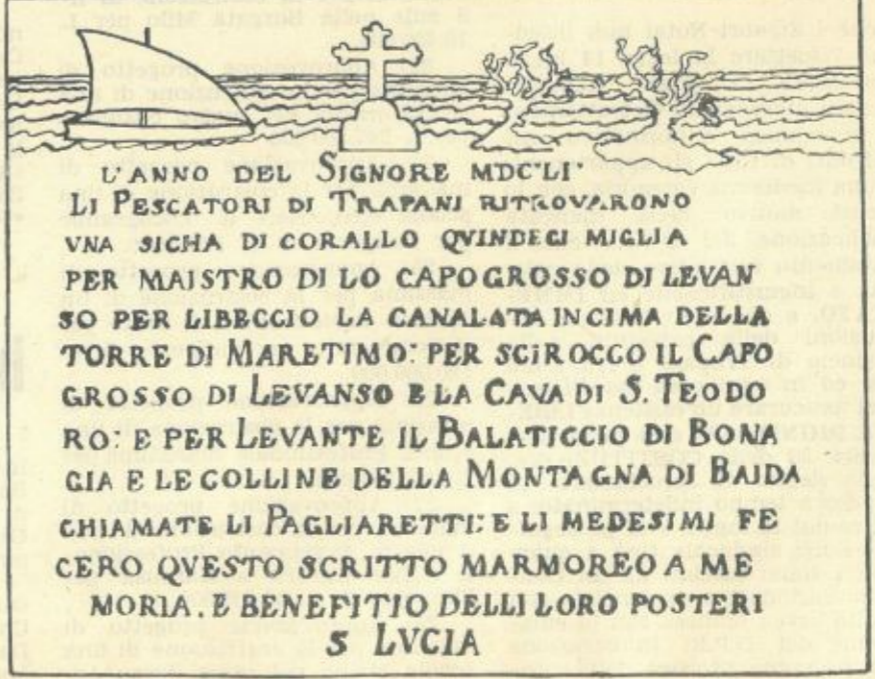 L'ANNO DEL SIGNORE MDCLI·
LI PESCATORI DI TRAPANI RITROVARONO
VNA SICHA DI CORALLO QVINDECI MIGLIA
PER MAISTRO DI LO CAPOGROSSO DI LEVAN
SO PER LIBECCIO LA CANALATA INCIMA DELLA
TORRE DI MARETIMO: PER SCIROCCO IL CAPO
GROSSO DI LEVANSO E LA CAVA DI S. TEODO
RO: E PER LEVANTE IL BALATICCIO DI BONA
GIA E LE COLLINE DELLA MONTAGNA DI BAIDA
CHIAMATE LI PAGLIARETTI: E LI MEDESIMI FE
CERO QVESTO SCRITTO MARMOREO A ME
MORIA. E BENEFITIO DELLI LORO POSTERI
S LVCIA